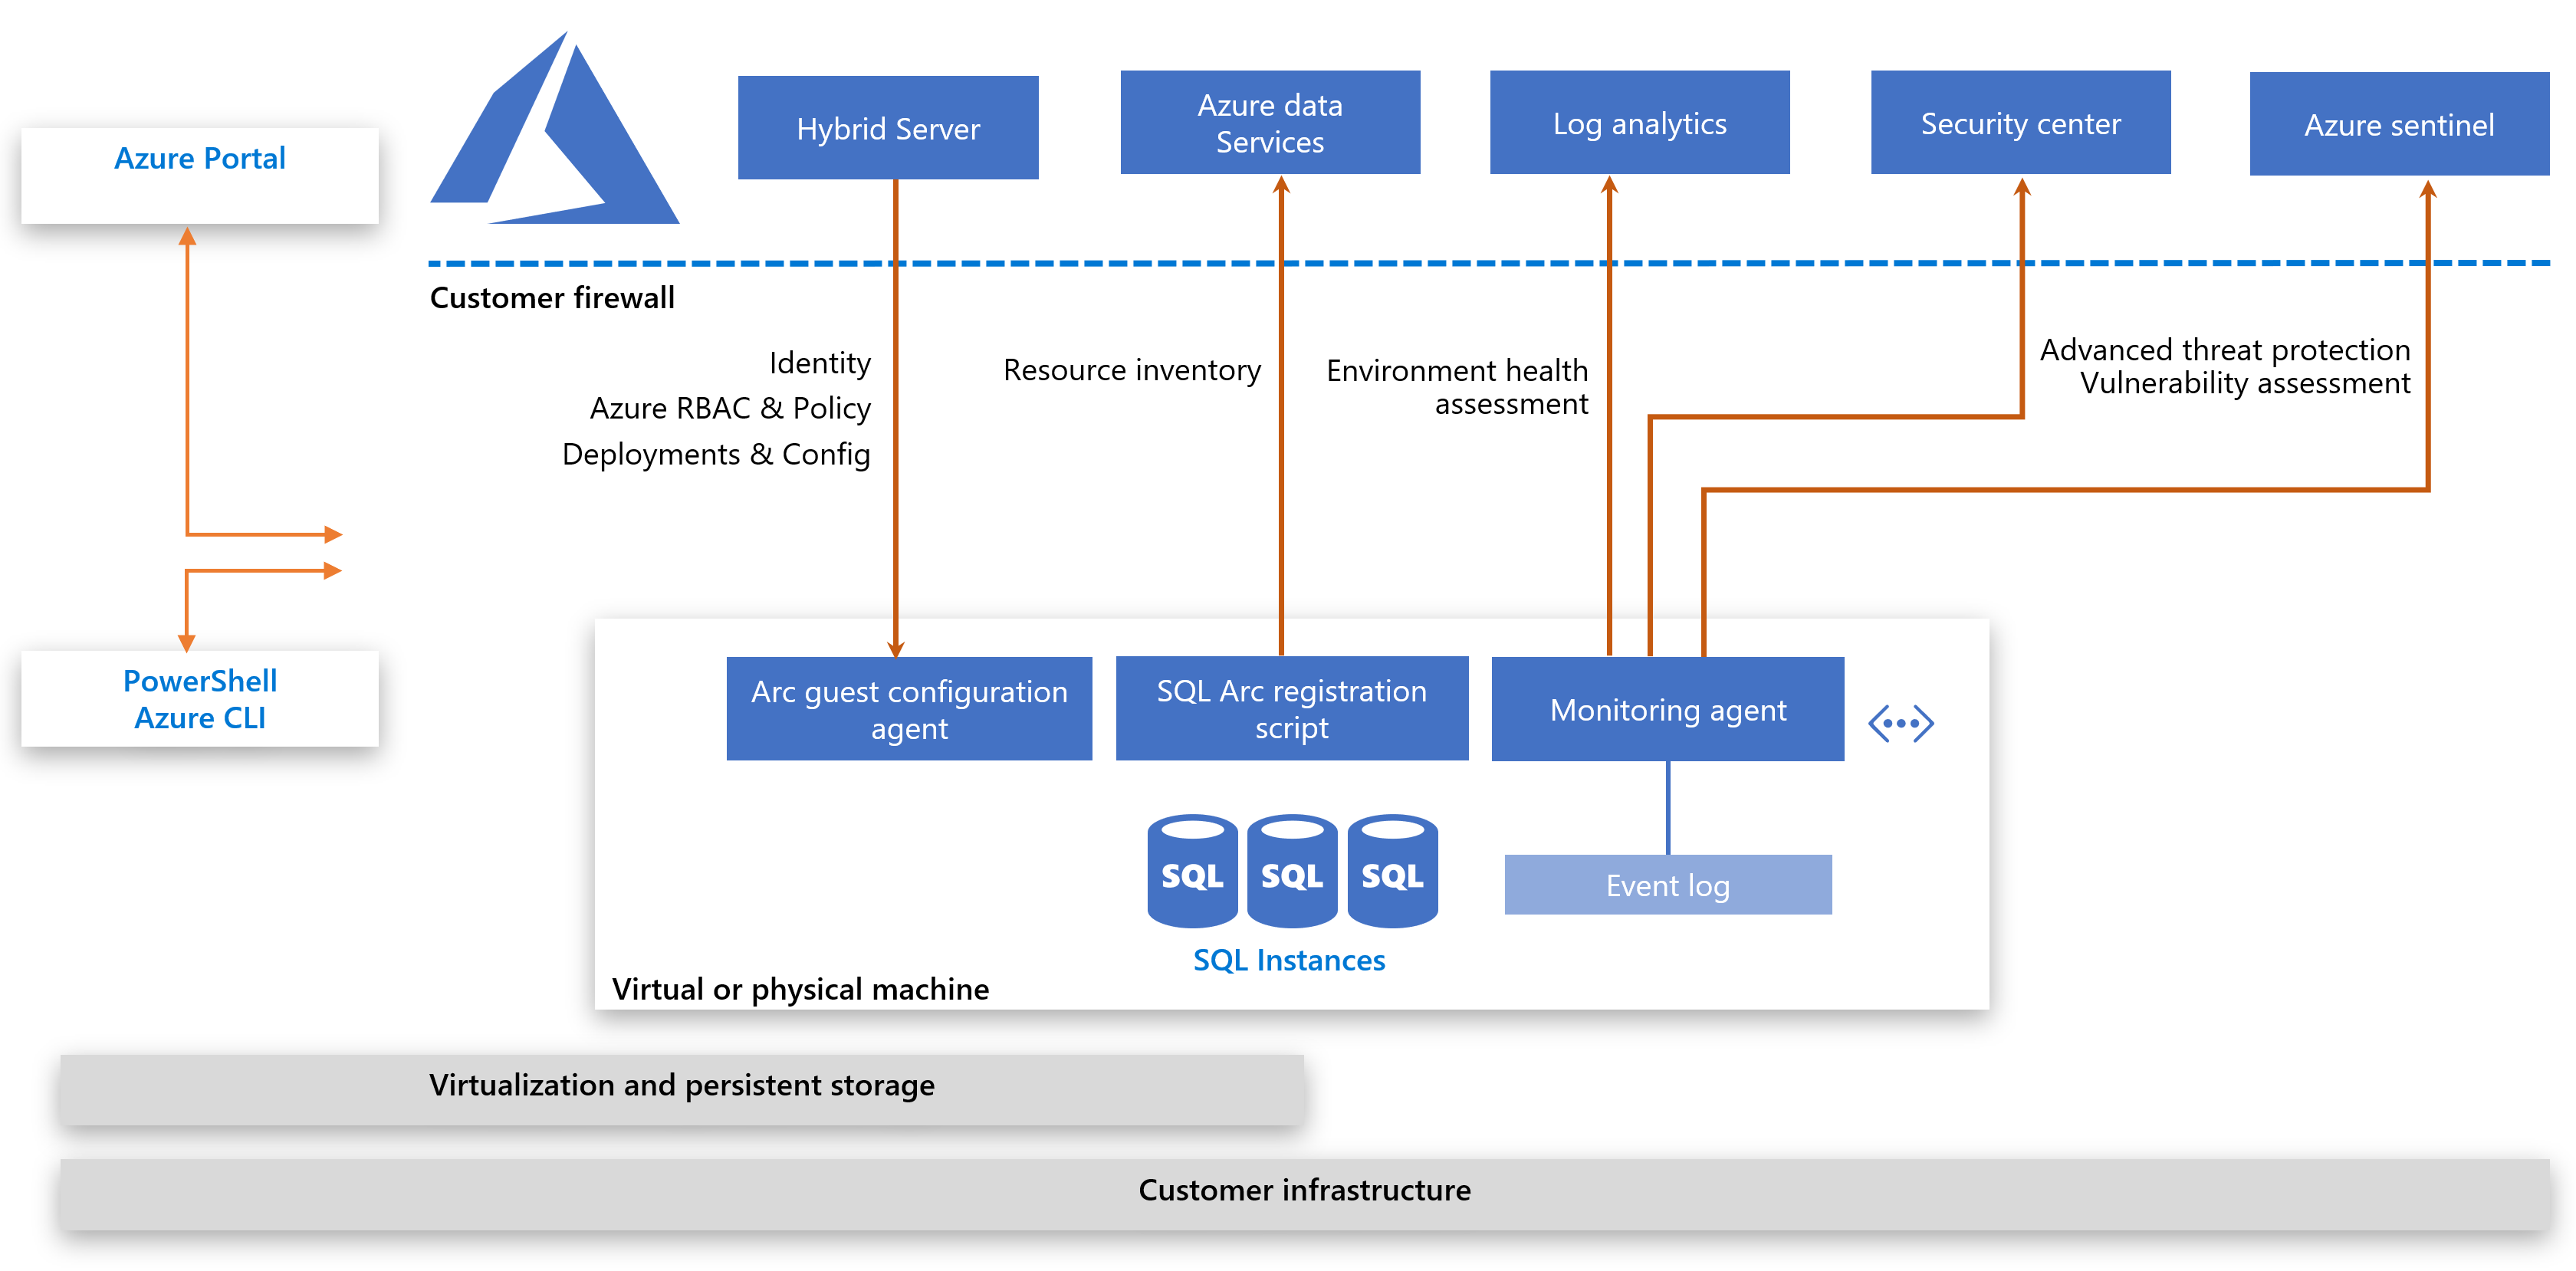 Azure Portal
Hybrid Server
Azure data
Services
Log analytics
Security center
Azure sentinel
Customer firewall
Identity
Azure RBAC & Policy
Deployments & Config
Resource inventory
Environment health
assessment
Advanced threat protection
Vulnerability assessment
PowerShell
Azure CLI
Arc guest configuration
agent
SQL Arc registration
script
Monitoring agent
SQL
SQL
SQL
SQL Instances
Event log
Virtual or physical machine
Virtualization and persistent storage
Customer infrastructure